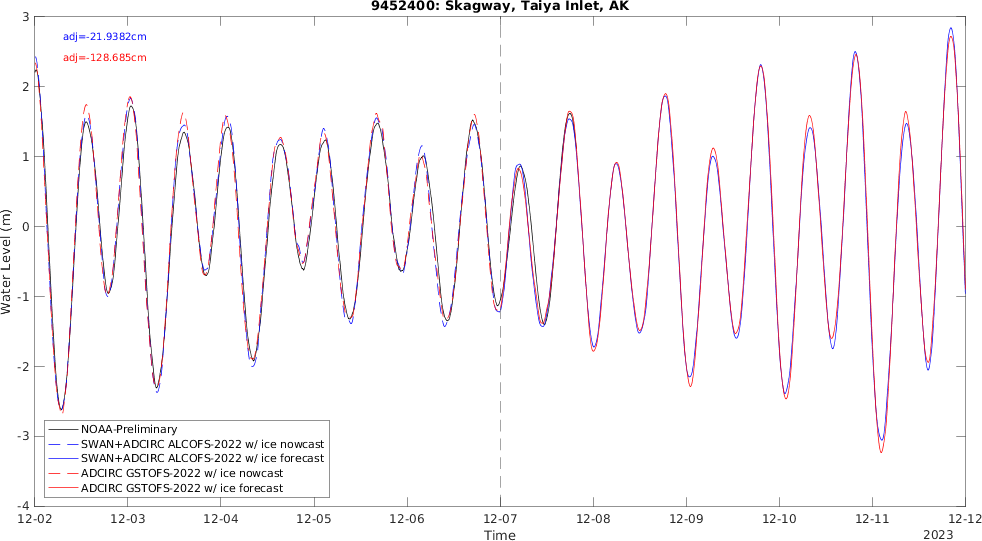 9452400: Skagway, Taiya Inlet, AK
3
adj=-21.9382cm
adj=-128.685cm
2
1
0
-1
-2
-3
-4
Water Level (m)
NOAA-Preliminary
SWAN+ADCIRC ALCOFS-2022 w/ ice nowcast
SWAN+ADCIRC ALCOFS-2022 w/ ice forecast
ADCIRC GSTOFS-2022 w/ ice nowcast
ADCIRC GSTOFS-2022 w/ ice forecast
12-02 12-03 12-04 12-05 12-06 12-07 12-08 12-09 12-10 12-11 12-12
Time
2023